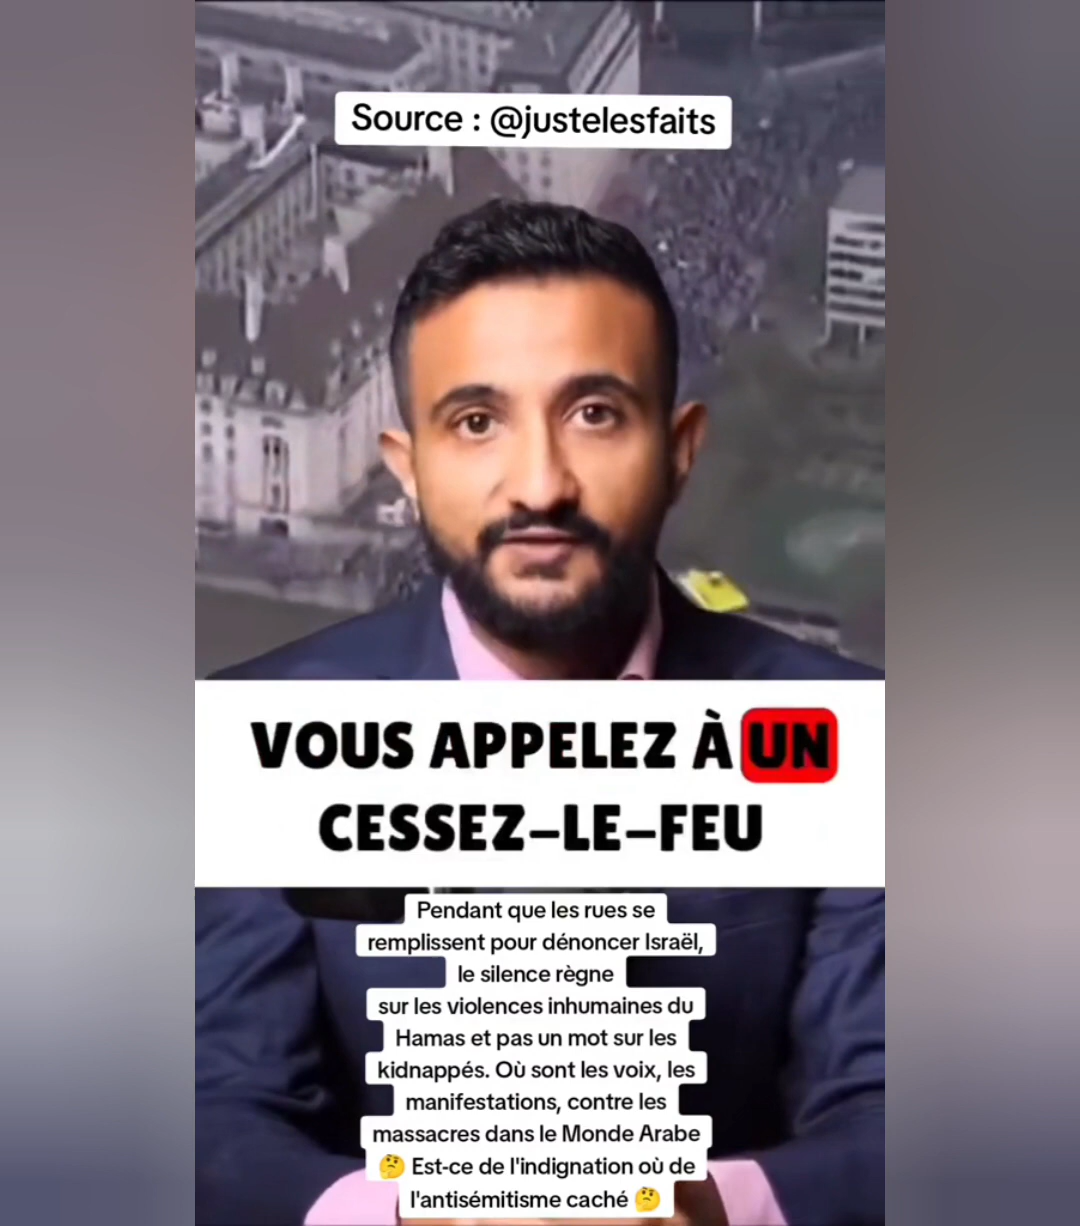 Source : @justelesfaits
VOUS APPELEZ À UN
CESSEZ-LE-FEU
Pendant que les rues se
remplissent pour dénoncer Israël,
le silence règne
sur les violences inhumaines du
Hamas et pas un mot sur les
kidnappés. Où sont les voix, les
manifestations, contre les
massacres dans le Monde Arabe
🤔 Est-ce de l'indignation où de
l'antisémitisme caché 🤔